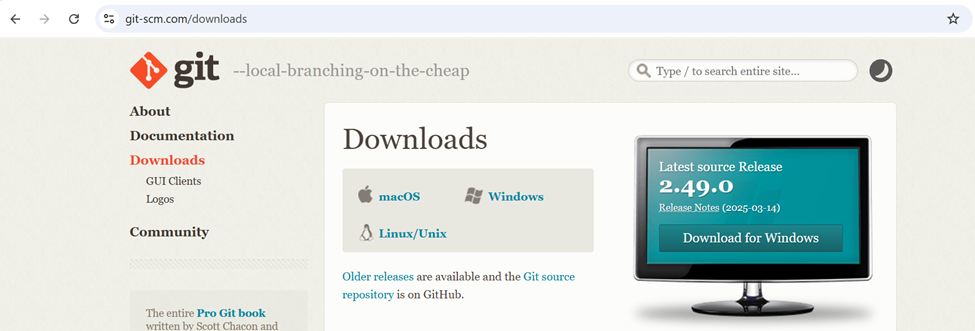 git-scm.com/downloads
git --local-branching-on-the-cheap
Type / to search entire site...
About
Documentation
Downloads
GUI Clients
Logos
Community
The entire Pro Git book
written by Scott Chacon and
Downloads
macOS
Windows
Linux/Unix
Older releases are available and the Git source
repository is on GitHub.
Latest source Release
2.49.0
Release Notes (2025-03-14)
Download for Windows